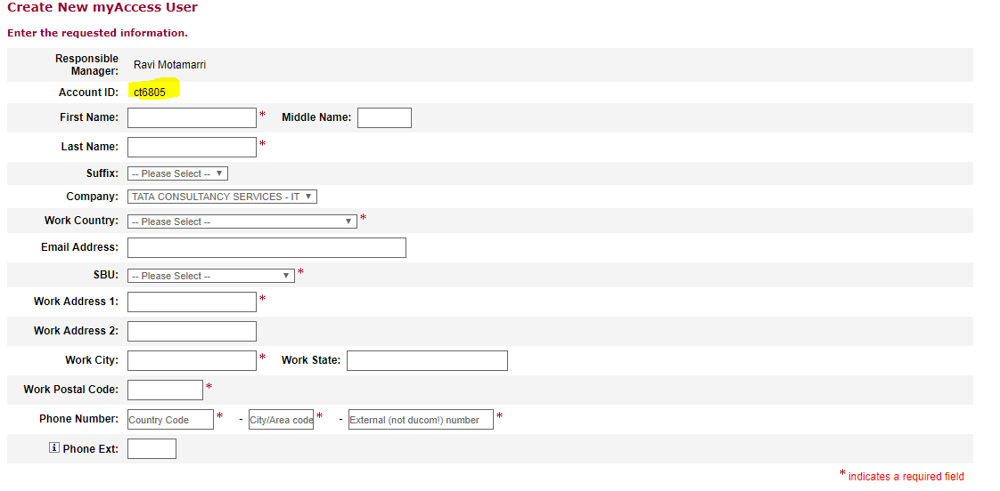 Create New myAccess User
Enter the requested information.
Responsible
Manager: Ravi Motamarri
Account ID: ct6805
First Name: * Middle Name:
Last Name: *
Suffix: -- Please Select --
Company: TATA CONSULTANCY SERVICES - IT
Work Country: -- Please Select -- *
Email Address:
SBU: -- Please Select -- *
Work Address 1: *
Work Address 2:
Work City: * Work State:
Work Postal Code: *
Phone Number: Country Code * - City/Area code * - External (not ducom!) number *
i Phone Ext:
* indicates a required field